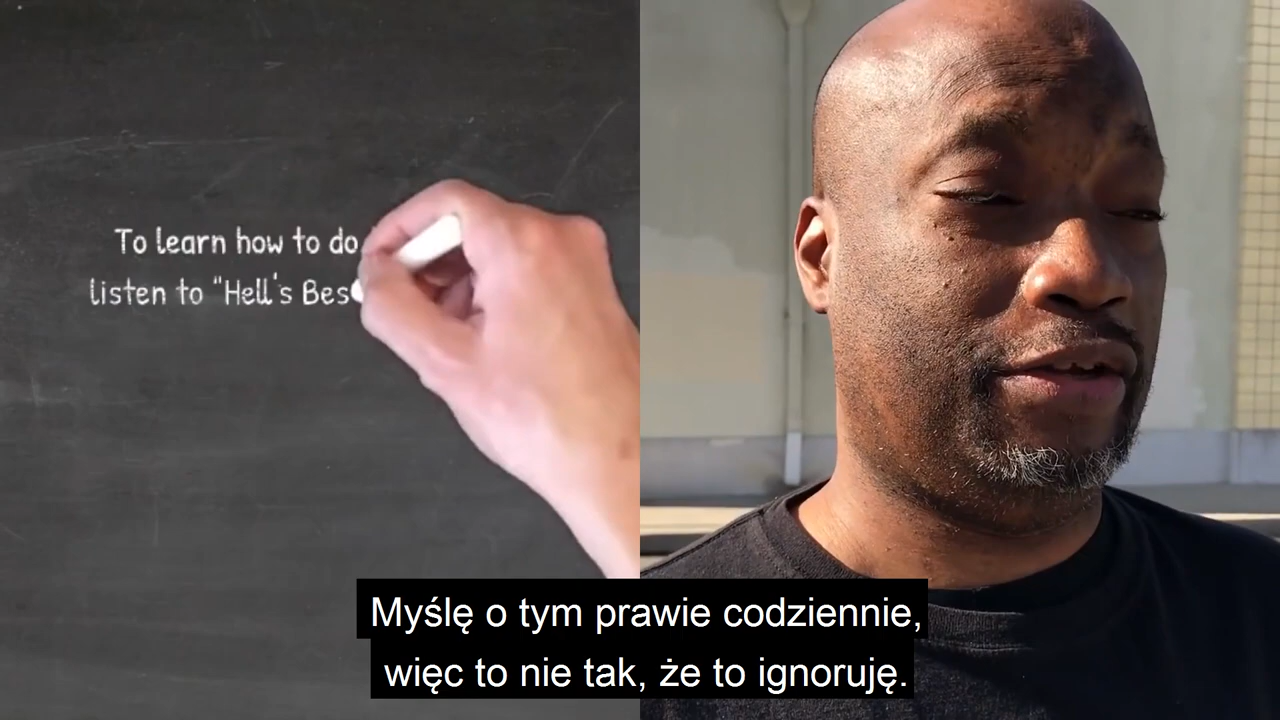 To learn how to do
listen to "Hell's Bes
Myślę o tym prawie codziennie,
więc to nie tak, że to ignoruję.